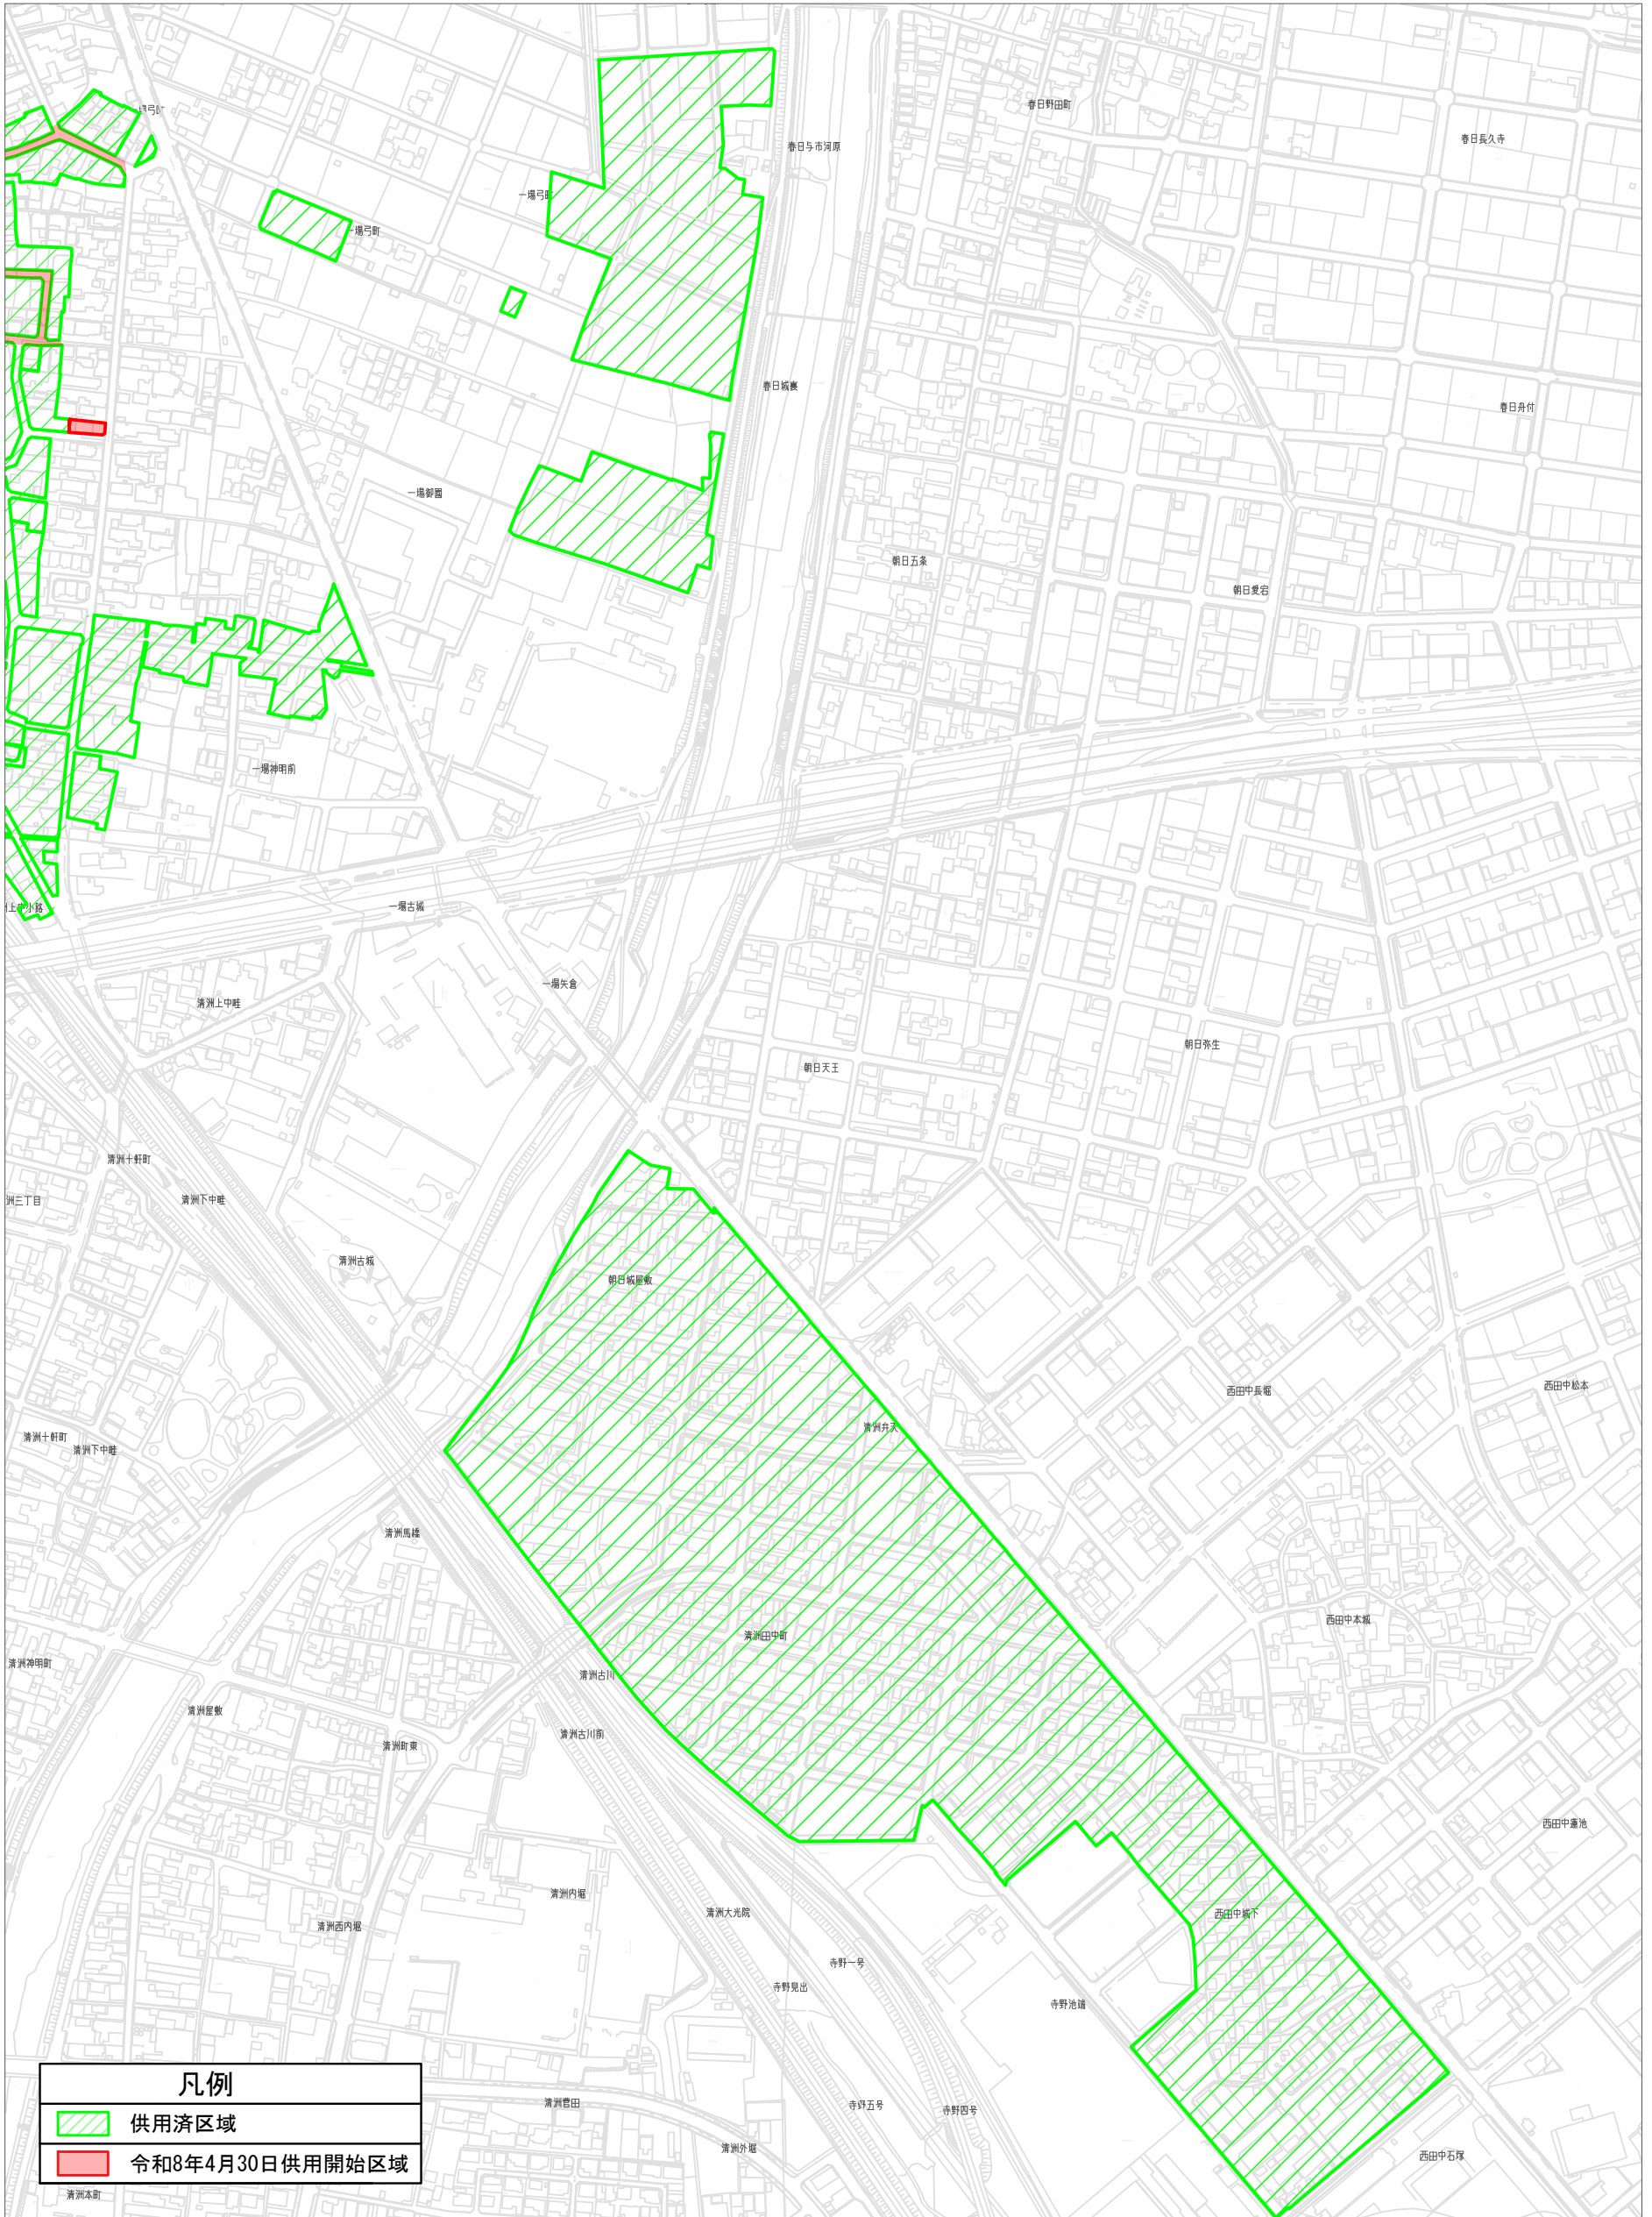 春日野田町
春日長久寺
春日与市河原
一場弓町
一場弓町
春日城裏
春日舟付
一場御園
朝日五条
朝日愛宕
一場神明前
一場古城
一場矢倉
清洲上中畦
朝日弥生
朝日天王
清洲十軒町
清洲下中畦
洲三丁目
清洲古城
朝日城屋敷
西田中松本
西田中長堀
清洲弁天
清洲十軒町
清洲下中畦
清洲馬橋
西田中本城
清洲田中町
清洲神明町
清洲古川
清洲屋敷
清洲古川前
清洲町東
西田中蓮池
清洲内堀
清洲大光院
西田中城下
清洲西内堀
寺野一号
寺野見出
寺野池端
凡例
供用済区域
令和8年4月30日供用開始区域
清洲菅田
寺野五号
寺野四号
清洲外堀
西田中石塚
清洲本町